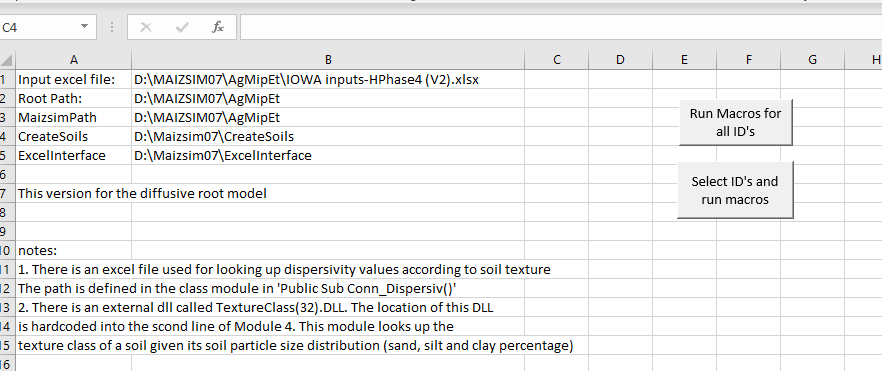 C4
fx
A B C D E F G H
1 Input excel file: D:\MAIZSIM07\AgMipEt\IOWA inputs-HPhase4 (V2).xlsx
2 Root Path: D:\MAIZSIM07\AgMipEt
3 MaizsimPath D:\MAIZSIM07\AgMipEt
4 CreateSoils D:\Maizsim07\CreateSoils
5 ExcelInterface D:\Maizsim07\ExcelInterface
6
7 This version for the diffusive root model
8
9
10 notes:
11 1. There is an excel file used for looking up dispersivity values according to soil texture
12 The path is defined in the class module in 'Public Sub Conn_Dispersiv()'
13 2. There is an external dll called TextureClass(32).DLL. The location of this DLL
14 is hardcoded into the scond line of Module 4. This module looks up the
15 texture class of a soil given its soil particle size distribution (sand, silt and clay percentage)
16
Run Macros for
all ID's
Select ID's and
run macros